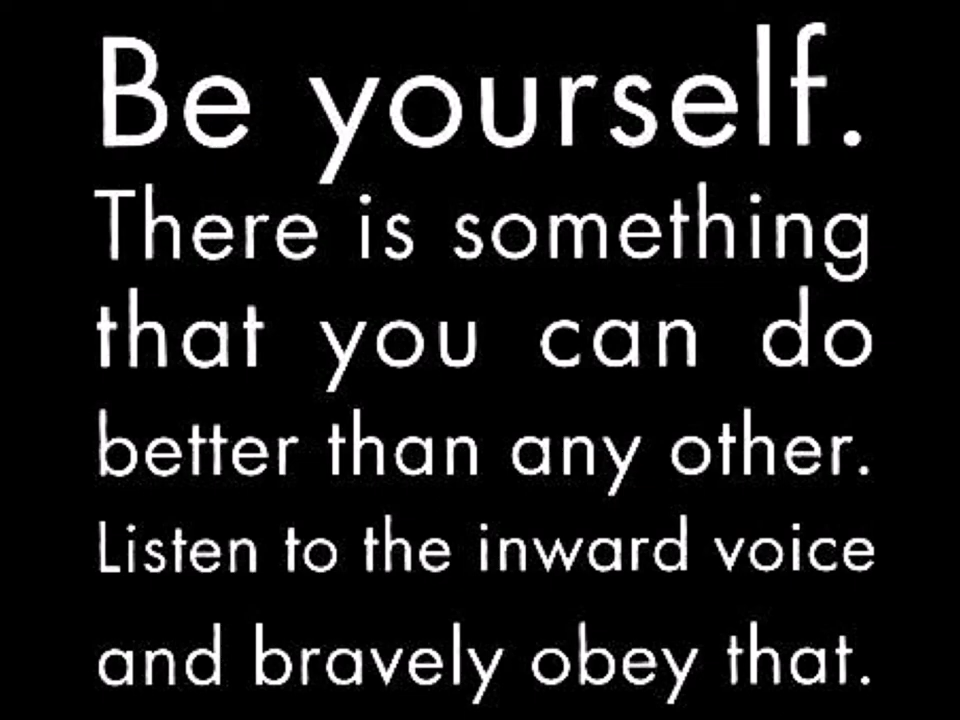 Be yourself.
There is something
that you can do
better than any other.
Listen to the inward voice
and bravely obey that.